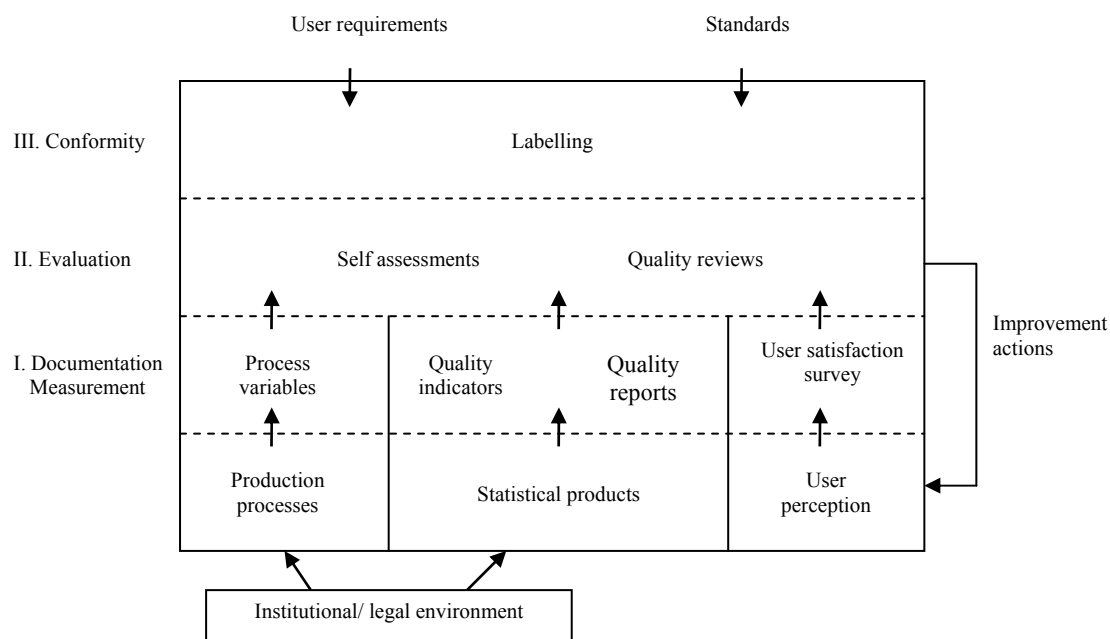 User requirements
Standards
III. Conformity
Labelling
II. Evaluation
Self assessments
Quality reviews
I. Documentation
Measurement
Process
variables
Quality
indicators
Quality
reports
User satisfaction
survey
Improvement
actions
Production
processes
Statistical products
User
perception
Institutional/ legal environment